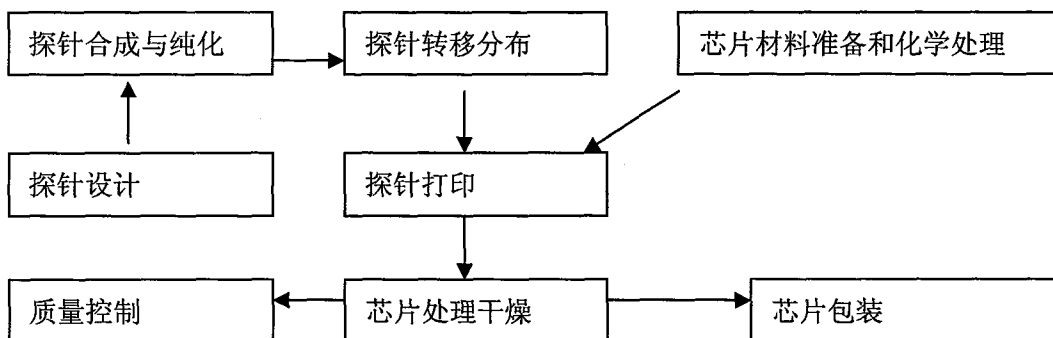 探针合成与纯化
探针转移分布
芯片材料准备和化学处理
探针设计
探针打印
质量控制
芯片处理干燥
芯片包装